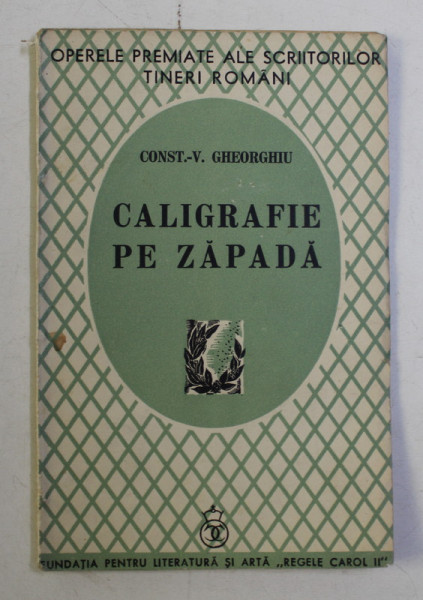 OPERELE PREMIATE ALE SCRIITORILOR
TINERI ROMÂNI
CONST.-V. GHEORGHIU
CALIGRAFIE
PE ZĂPADĂ
FUNDAȚIA PENTRU LITERATURĂ ȘI ARTĂ „REGELE CAROL II"